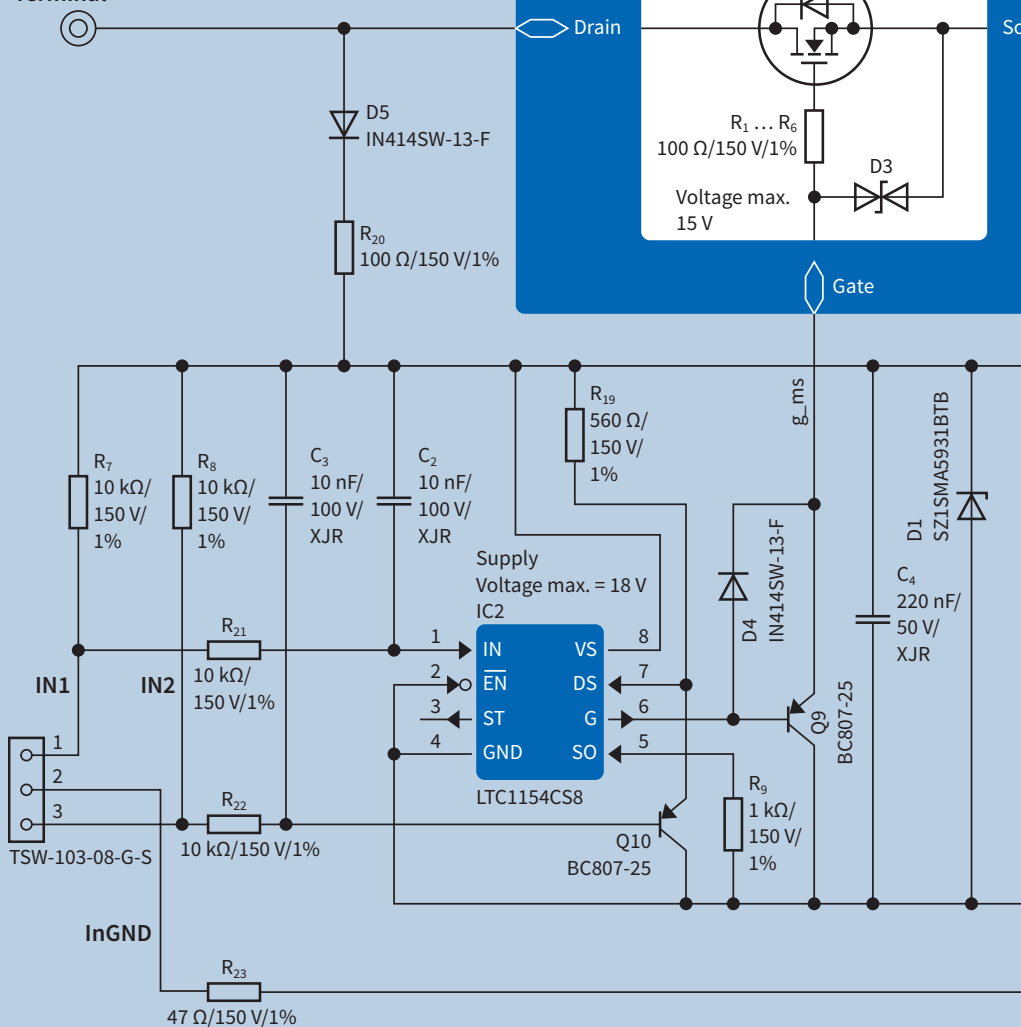 Drain
D5
IN414SW-13-F
R₁ … R₆
100 Ω/150 V/1%
D3
Voltage max.
15 V
R₂₀
100 Ω/150 V/1%
Gate
g_ms
R₁₉
560 Ω/
150 V/
1%
R₇
10 kΩ/
150 V/
1%
R₈
10 kΩ/
150 V/
1%
C₃
10 nF/
100 V/
XJR
C₂
10 nF/
100 V/
XJR
D1
SZ1SMA5931BTB
D4
IN414SW-13-F
C₄
220 nF/
50 V/
XJR
Supply
Voltage max. = 18 V
IC2
R₂₁
10 kΩ/
150 V/1%
IN1
IN2
1 IN VS 8
2 EN DS 7
3 ST G 6
4 GND SO 5
LTC1154CS8
Q9
BC807-25
1
2
3
TSW-103-08-G-S
R₂₂
10 kΩ/150 V/1%
R₉
1 kΩ/
150 V/
1%
Q10
BC807-25
InGND
R₂₃
47 Ω/150 V/1%